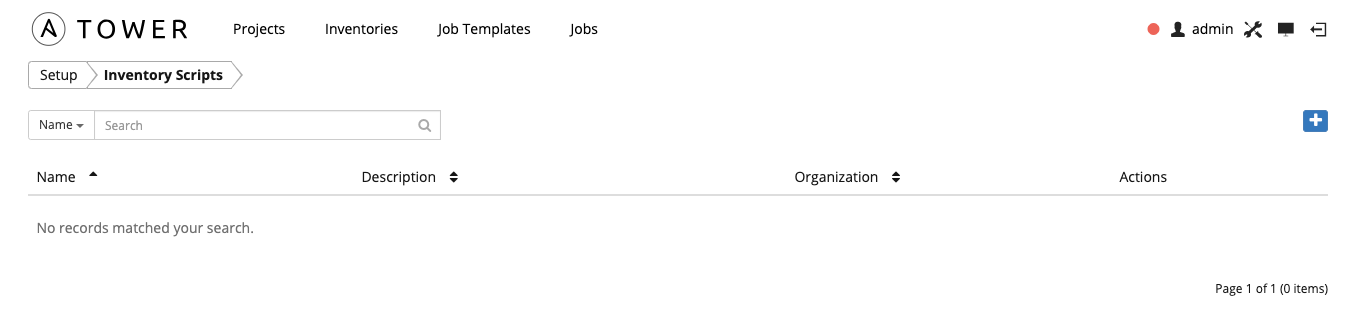 TOWER Projects Inventories Job Templates Jobs admin
Setup Inventory Scripts
Name Search
Name Description Organization Actions
No records matched your search.
Page 1 of 1 (0 items)